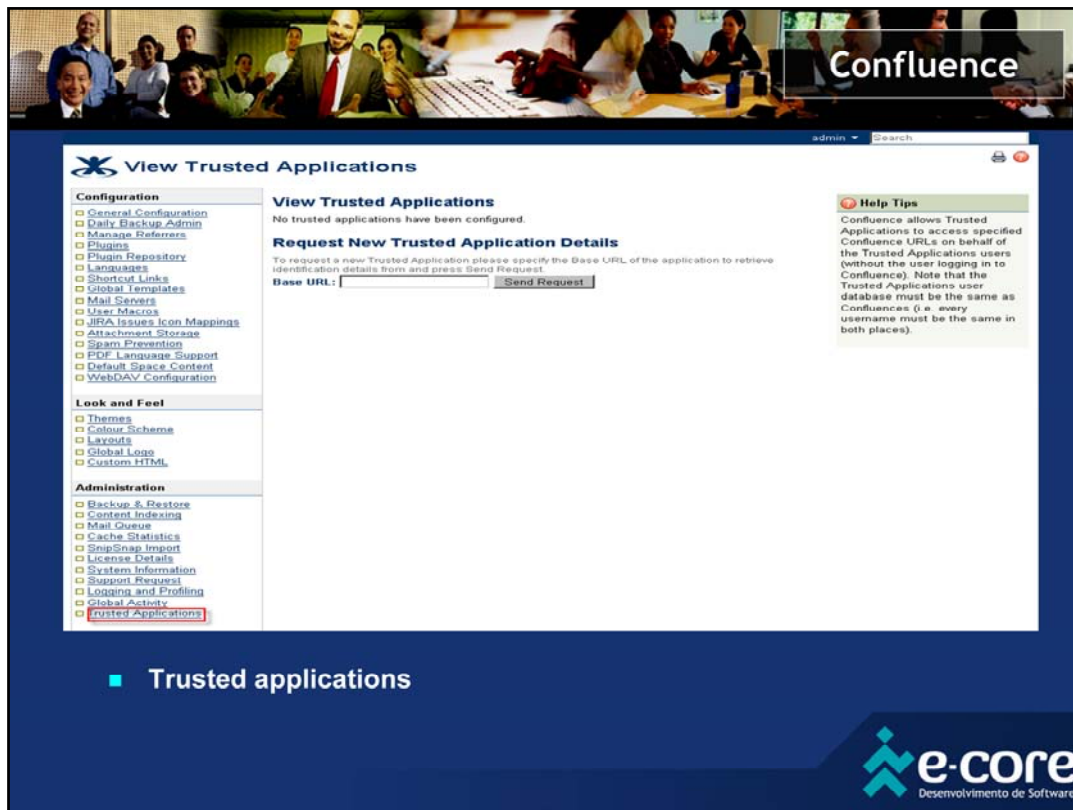 Confluence
admin
Search
View Trusted Applications
Configuration
General Configuration
Daily Backup Admin
Manage Referrers
Plugins
Plugin Repository
Languages
Shortcut Links
Global Templates
Mail Servers
User Macros
JIRA Issues Icon Mappings
Attachment Storage
Spam Prevention
PDF Language Support
Default Space Content
WebDAV Configuration
Look and Feel
Themes
Colour Scheme
Layouts
Global Logo
Custom HTML
Administration
Backup & Restore
Content Indexing
Mail Queue
Cache Statistics
SnipSnap Import
License Details
System Information
Support Request
Logging and Profiling
Global Activity
Trusted Applications
View Trusted Applications
No trusted applications have been configured.
Request New Trusted Application Details
To request a new Trusted Application please specify the Base URL of the application to retrieve
identification details from and press Send Request.
Base URL: Send Request
Help Tips
Confluence allows Trusted
Applications to access specified
Confluence URLs on behalf of
the Trusted Applications users
(without the user logging in to
Confluence). Note that the
Trusted Applications user
database must be the same as
Confluences (i.e. every
username must be the same in
both places).
Trusted applications
e-core
Desenvolvimento de Software